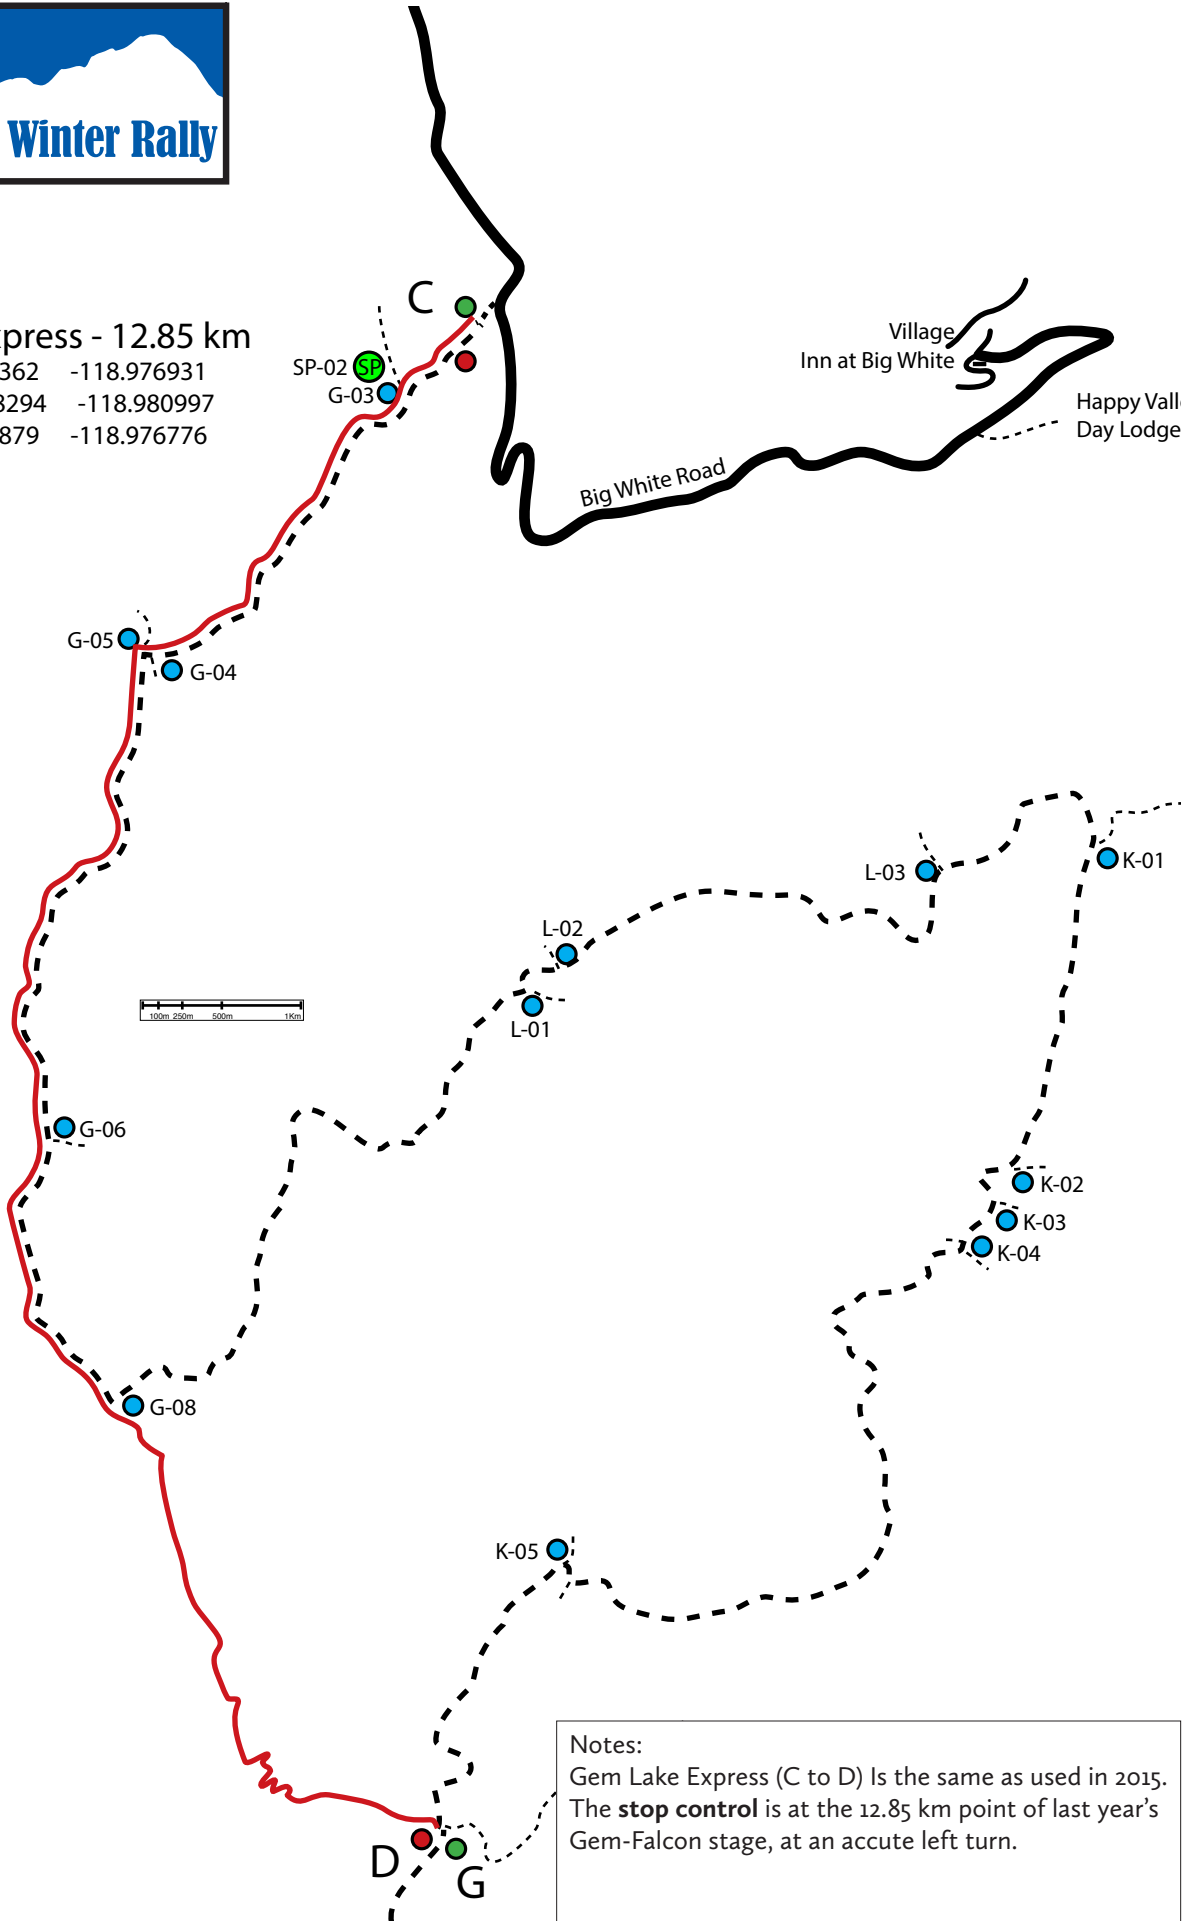 Winter Rally
C
Village
Inn at Big White
xpress - 12.85 km
362 -118.976931
3294 -118.980997
879 -118.976776
SP-02
SP
G-03
Happy Vall
Day Lodge
Big White Road
G-05
G-04
L-03
K-01
L-02
L-01
100m 250m 500m 1Km
G-06
K-02
K-03
K-04
G-08
K-05
Notes:
Gem Lake Express (C to D) Is the same as used in 2015.
The stop control is at the 12.85 km point of last year's
Gem-Falcon stage, at an accute left turn.
D
G